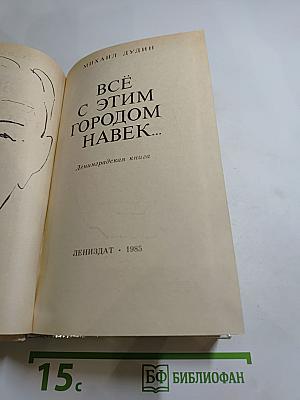 МИХАИЛ ДУДИН
ВСЁ
С ЭТИМ
ГОРОДОМ
НАВЕК...
Ленинградская книга
ЛЕНИЗДАТ • 1985
15с
БФ БИБЛИОФАН